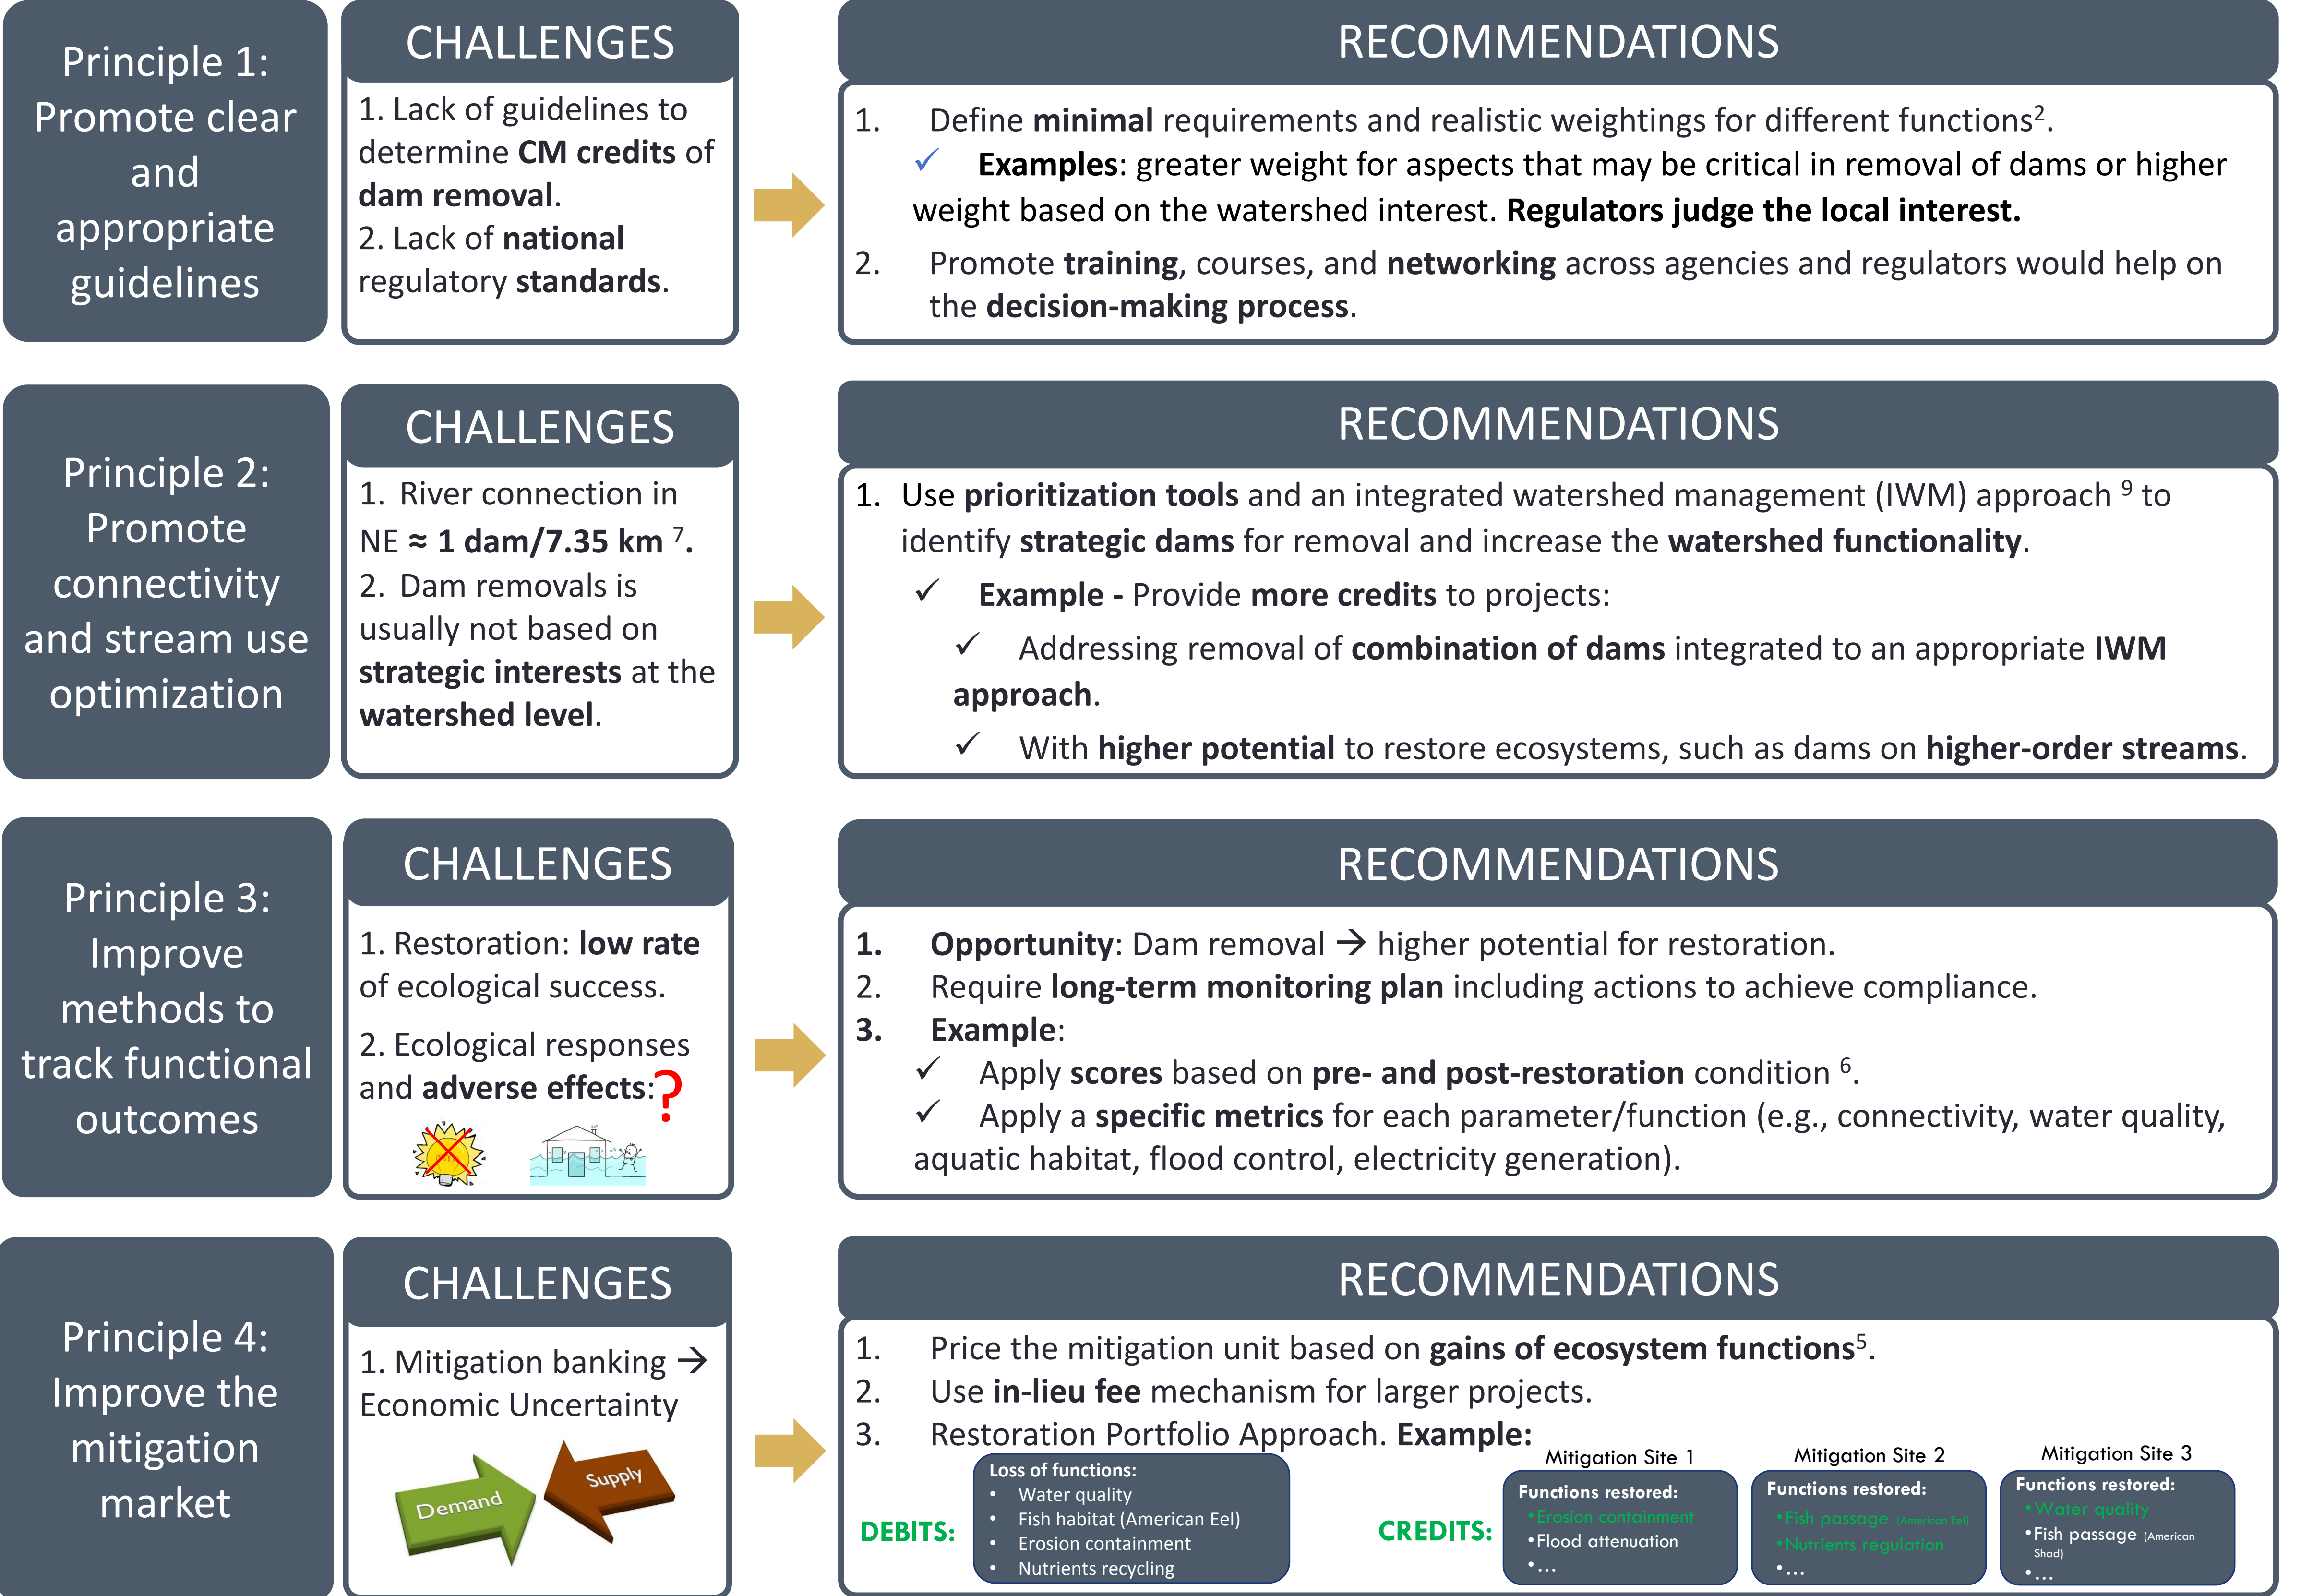 Principle 1:
Promote clear
and
appropriate
guidelines
CHALLENGES
1. Lack of guidelines to
determine CM credits of
dam removal.
2. Lack of national
regulatory standards.
RECOMMENDATIONS
1. Define minimal requirements and realistic weightings for different functions2.
✓ Examples: greater weight for aspects that may be critical in removal of dams or higher
weight based on the watershed interest. Regulators judge the local interest.
2. Promote training, courses, and networking across agencies and regulators would help on
the decision-making process.
Principle 2:
Promote
connectivity
and stream use
optimization
CHALLENGES
1. River connection in
NE ≈ 1 dam/7.35 km 7.
2. Dam removals is
usually not based on
strategic interests at the
watershed level.
RECOMMENDATIONS
1. Use prioritization tools and an integrated watershed management (IWM) approach 9 to
identify strategic dams for removal and increase the watershed functionality.
✓ Example - Provide more credits to projects:
✓ Addressing removal of combination of dams integrated to an appropriate IWM
approach.
✓ With higher potential to restore ecosystems, such as dams on higher-order streams.
Principle 3:
Improve
methods to
track functional
outcomes
CHALLENGES
1. Restoration: low rate
of ecological success.
2. Ecological responses
and adverse effects:?
RECOMMENDATIONS
1. Opportunity: Dam removal → higher potential for restoration.
2. Require long-term monitoring plan including actions to achieve compliance.
3. Example:
✓ Apply scores based on pre- and post-restoration condition 6.
✓ Apply a specific metrics for each parameter/function (e.g., connectivity, water quality,
aquatic habitat, flood control, electricity generation).
Principle 4:
Improve the
mitigation
market
CHALLENGES
1. Mitigation banking →
Economic Uncertainty
Demand
Supply
RECOMMENDATIONS
1. Price the mitigation unit based on gains of ecosystem functions5.
2. Use in-lieu fee mechanism for larger projects.
3. Restoration Portfolio Approach. Example:
DEBITS:
Loss of functions:
• Water quality
• Fish habitat (American Eel)
• Erosion containment
• Nutrients recycling
CREDITS:
Mitigation Site 1
Functions restored:
•Erosion containment
•Flood attenuation
•...
Mitigation Site 2
Functions restored:
•Fish passage (American Eel)
•Nutrients regulation
•...
Mitigation Site 3
Functions restored:
•Water quality
•Fish passage (American
Shad)
•...